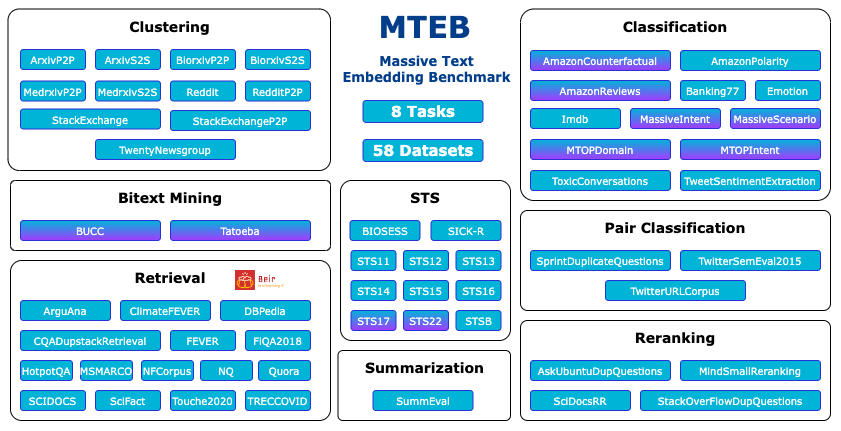 MTEB
Massive Text
Embedding Benchmark
8 Tasks
58 Datasets
Clustering
ArxivP2P ArxivS2S BiorxivP2P BiorxivS2S
MedrxivP2P MedrxivS2S Reddit RedditP2P
StackExchange StackExchangeP2P
TwentyNewsgroup
Bitext Mining
BUCC Tatoeba
Retrieval
Beir
ArguAna ClimateFEVER DBPedia
CQADupstackRetrieval FEVER FiQA2018
HotpotQA MSMARCO NFCorpus NQ Quora
SCIDOCS SciFact Touche2020 TRECCOVID
STS
BIOSESS SICK-R
STS11 STS12 STS13
STS14 STS15 STS16
STS17 STS22 STSB
Summarization
SummEval
Classification
AmazonCounterfactual AmazonPolarity
AmazonReviews Banking77 Emotion
Imdb MassiveIntent MassiveScenario
MTOPDomain MTOPIntent
ToxicConversations TweetSentimentExtraction
Pair Classification
SprintDuplicateQuestions TwitterSemEval2015
TwitterURLCorpus
Reranking
AskUbuntuDupQuestions MindSmallReranking
SciDocsRR StackOverFlowDupQuestions